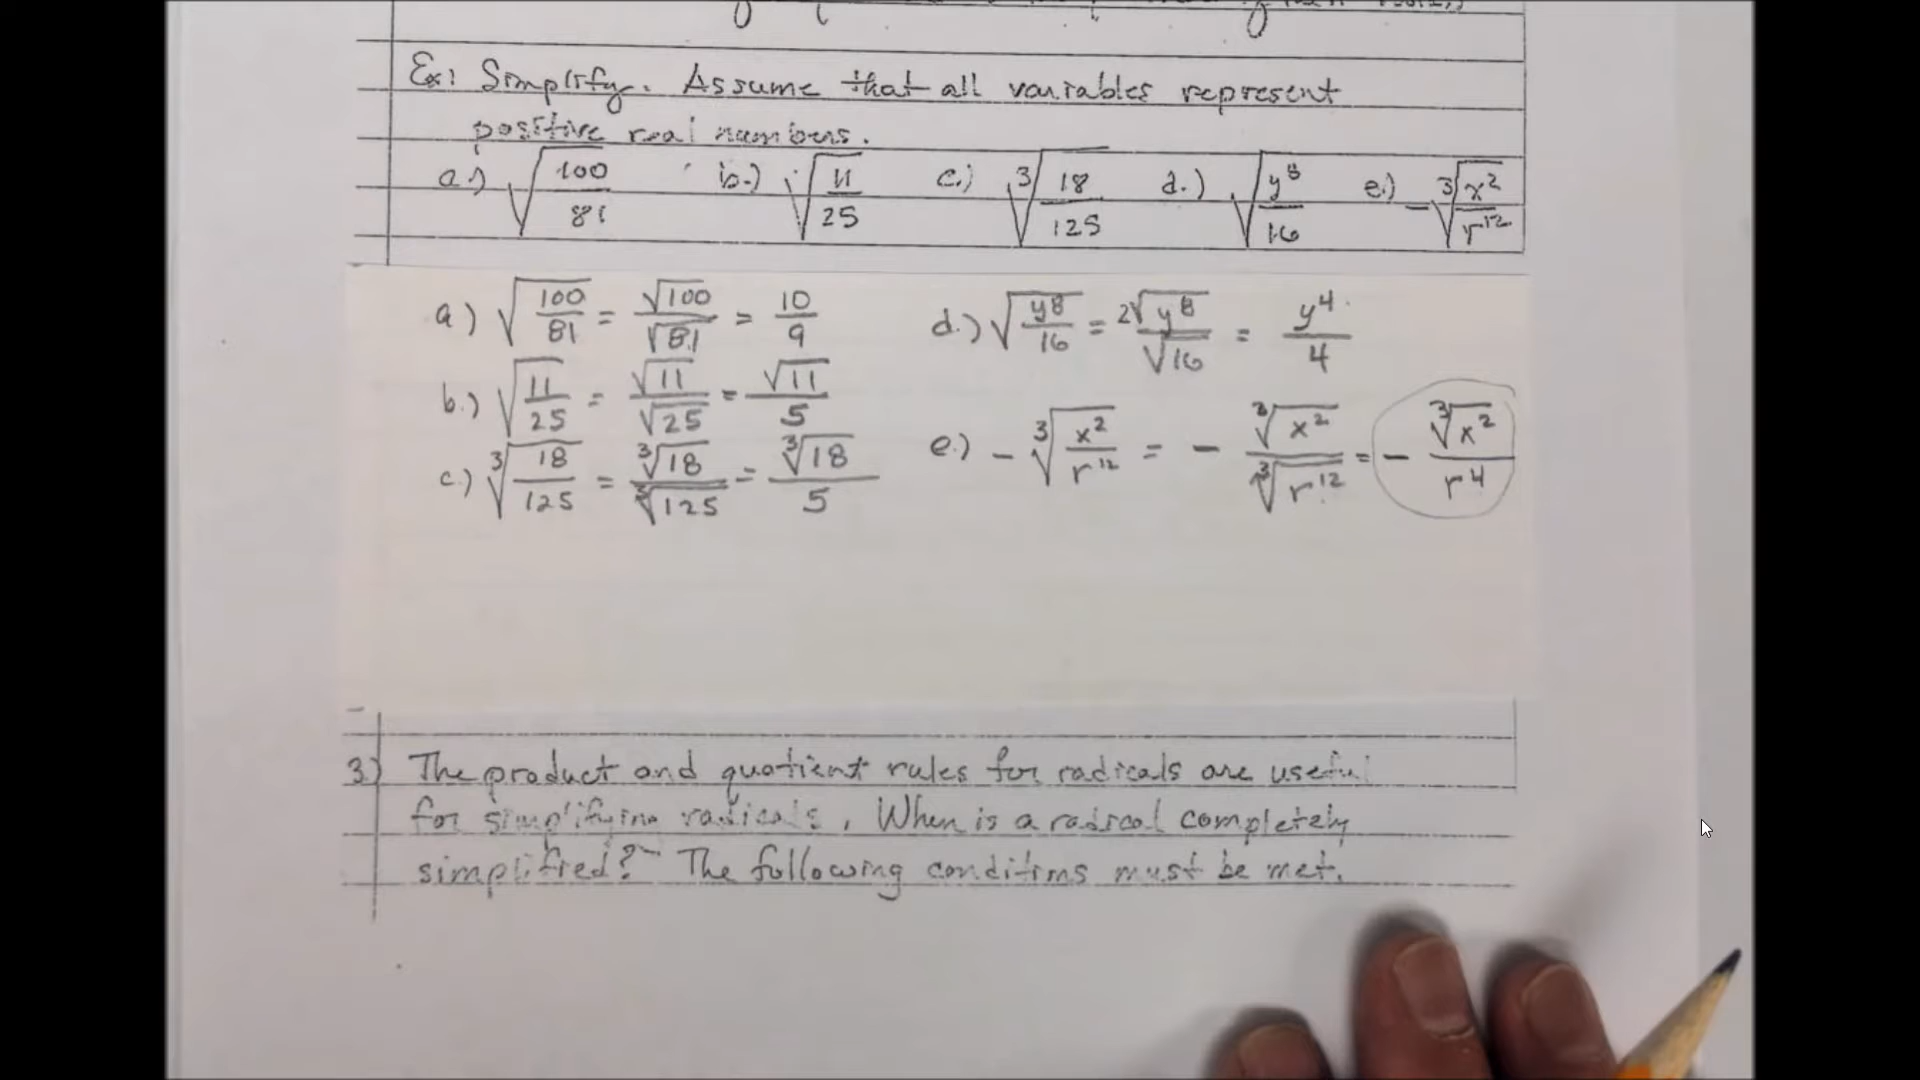 Ex: Simplify. Assume that all variables represent
positive real numbers.
a.) √(100/81) b.) √(11/25) c.) ∛(18/125) d.) √(y⁸/16) e.) -∛(x²/r¹²)
a.) √(100/81) = √100/√81 = 10/9
b.) √(11/25) = √11/√25 = √11/5
c.) ∛(18/125) = ∛18/∛125 = ∛18/5
d.) √(y⁸/16) = ²√y⁸/√16 = y⁴/4
e.) -∛(x²/r¹²) = -∛x²/∛r¹² = -∛x²/r⁴
3.) The product and quotient rules for radicals are useful
for simplifying radicals. When is a radical completely
simplified? The following conditions must be met.